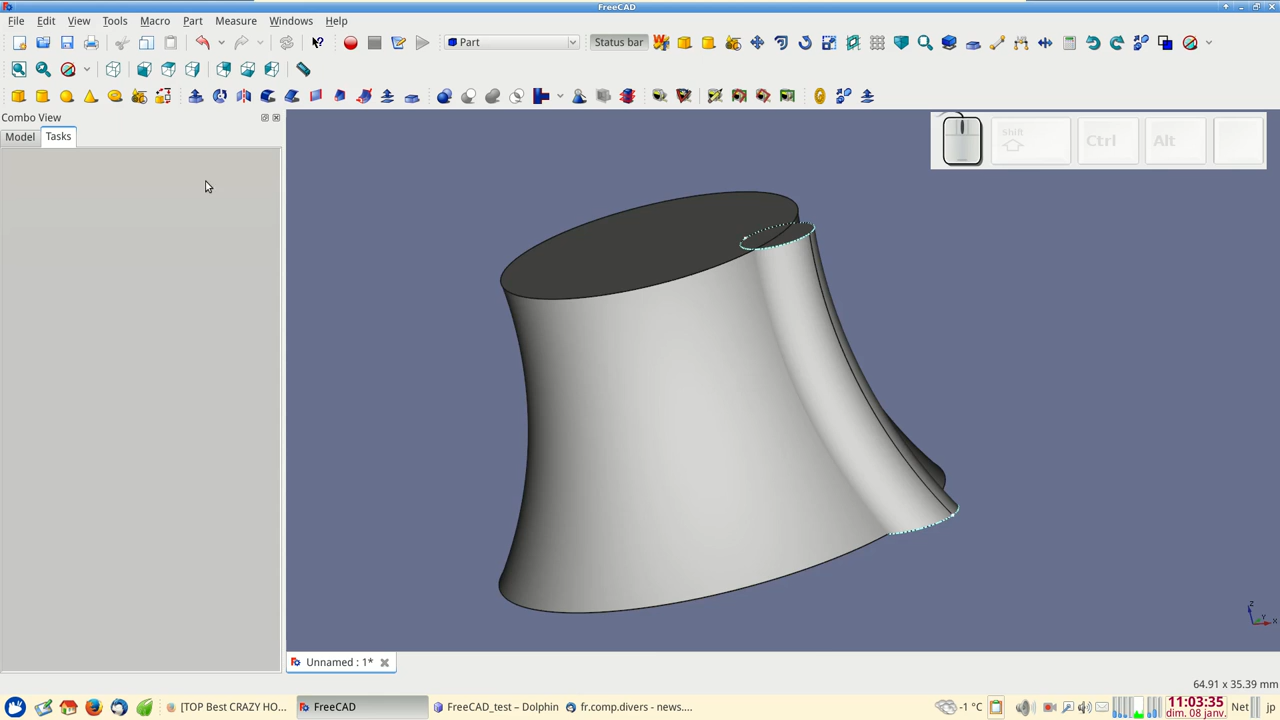 FreeCAD
File Edit View Tools Macro Part Measure Windows Help
Part Status bar
Combo View
Model Tasks
Shift Ctrl Alt
Z Y X
Unnamed : 1*
64.91 x 35.39 mm
[TOP Best CRAZY HO... FreeCAD FreeCAD_test – Dolphin fr.comp.divers - news.... -1 °C 11:03:35 Net jp
dim. 08 janv.